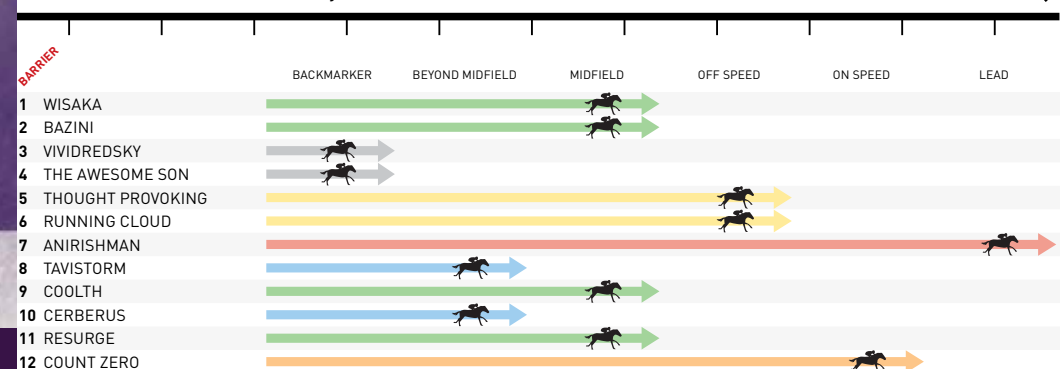 BARRIER
BACKMARKER BEYOND MIDFIELD MIDFIELD OFF SPEED ON SPEED LEAD
1 WISAKA
2 BAZINI
3 VIVIDREDSKY
4 THE AWESOME SON
5 THOUGHT PROVOKING
6 RUNNING CLOUD
7 ANIRISHMAN
8 TAVISTORM
9 COOLTH
10 CERBERUS
11 RESURGE
12 COUNT ZERO